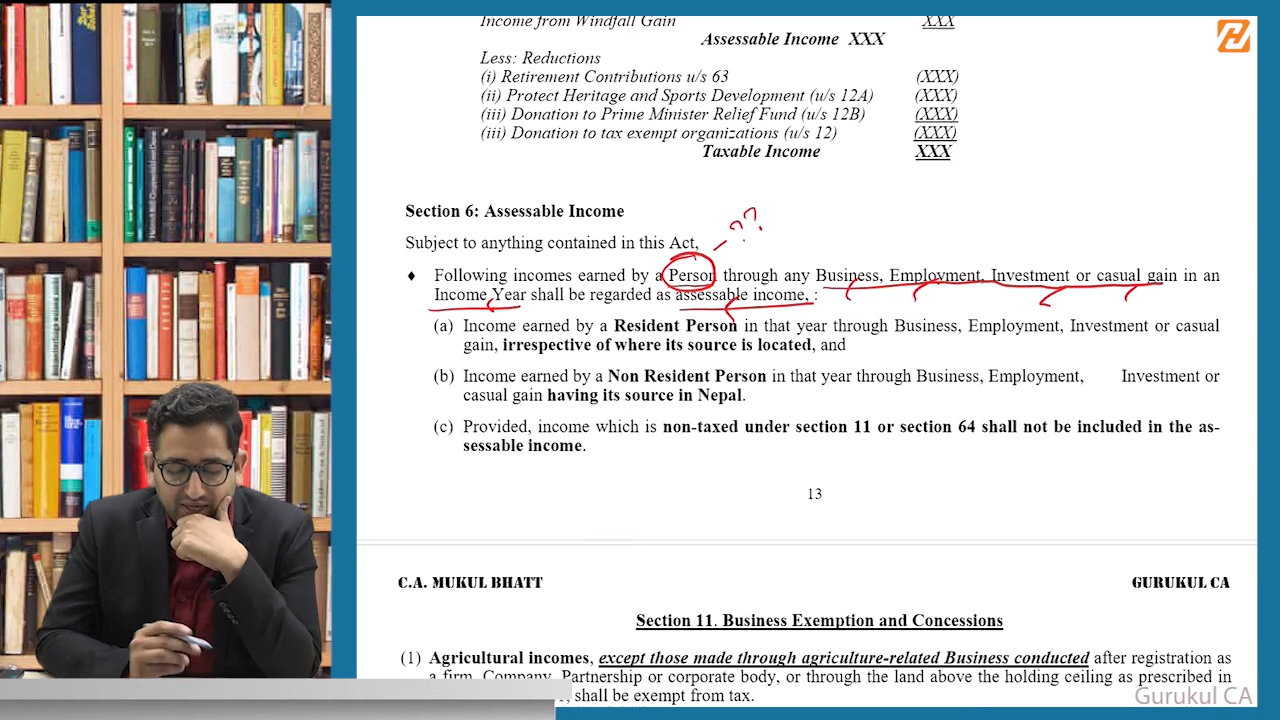 Income from Windfall Gain XXX
Assessable Income XXX
Less: Reductions
(i) Retirement Contributions u/s 63 (XXX)
(ii) Protect Heritage and Sports Development (u/s 12A) (XXX)
(iii) Donation to Prime Minister Relief Fund (u/s 12B) (XXX)
(iii) Donation to tax exempt organizations (u/s 12) (XXX)
Taxable Income XXX
Section 6: Assessable Income
??
Subject to anything contained in this Act,
♦ Following incomes earned by a Person through any Business, Employment, Investment or casual gain in an
Income Year shall be regarded as assessable income, :
(a) Income earned by a Resident Person in that year through Business, Employment, Investment or casual
gain, irrespective of where its source is located, and
(b) Income earned by a Non Resident Person in that year through Business, Employment, Investment or
casual gain having its source in Nepal.
(c) Provided, income which is non-taxed under section 11 or section 64 shall not be included in the as-
sessable income.
13
C.A. MUKUL BHATT GURUKUL CA
Section 11. Business Exemption and Concessions
(1) Agricultural incomes, except those made through agriculture-related Business conducted after registration as
a firm, Company, Partnership or corporate body, or through the land above the holding ceiling as prescribed in
, shall be exempt from tax.
Gurukul CA